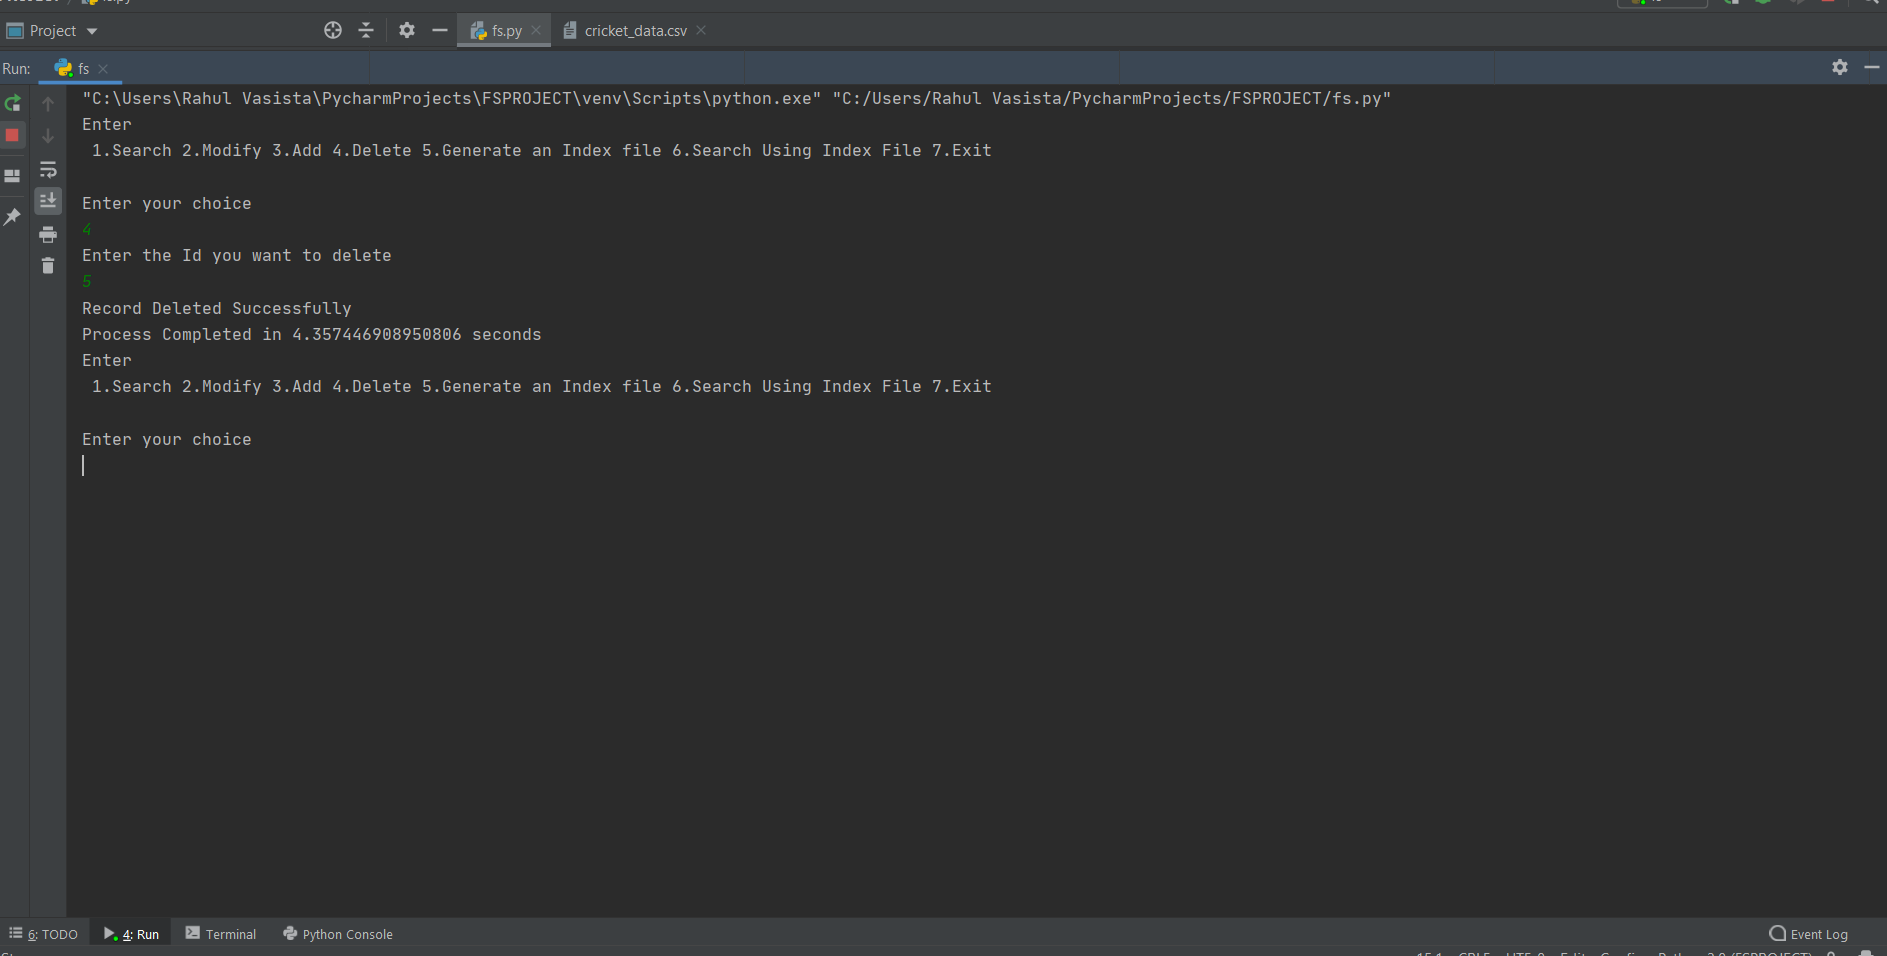 fs.py
Project
fs.py
cricket_data.csv
Run:
fs
"C:\Users\Rahul Vasista\PycharmProjects\FSPROJECT\venv\Scripts\python.exe" "C:/Users/Rahul Vasista/PycharmProjects/FSPROJECT/fs.py"
Enter
1.Search 2.Modify 3.Add 4.Delete 5.Generate an Index file 6.Search Using Index File 7.Exit
Enter your choice
4
Enter the Id you want to delete
5
Record Deleted Successfully
Process Completed in 4.357446908950806 seconds
Enter
1.Search 2.Modify 3.Add 4.Delete 5.Generate an Index file 6.Search Using Index File 7.Exit
Enter your choice
6: TODO
4: Run
Terminal
Python Console
Event Log